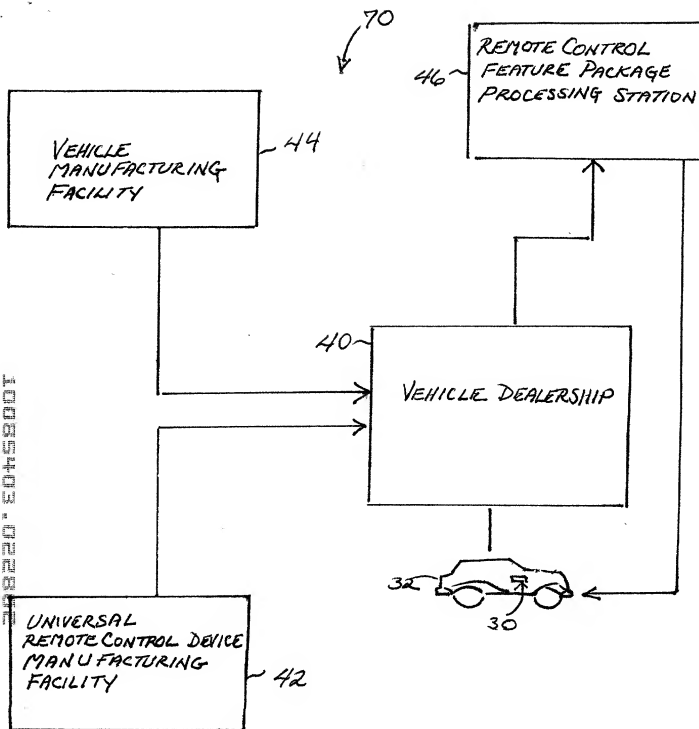 70
REMOTE CONTROL
FEATURE PACKAGE
PROCESSING STATION
46
VEHICLE
MANUFACTURING
FACILITY
44
40
VEHICLE DEALERSHIP
32
30
UNIVERSAL
REMOTE CONTROL DEVICE
MANUFACTURING
FACILITY
42